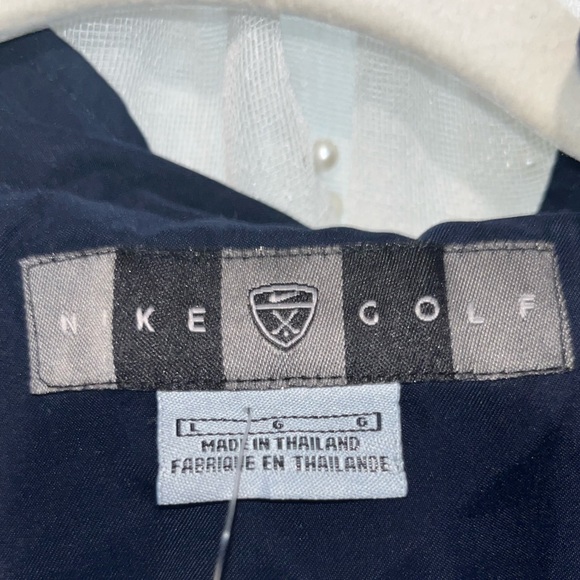 NIKE GOLF
L G G
MADE IN THAILAND
FABRIQUE EN THAILANDE